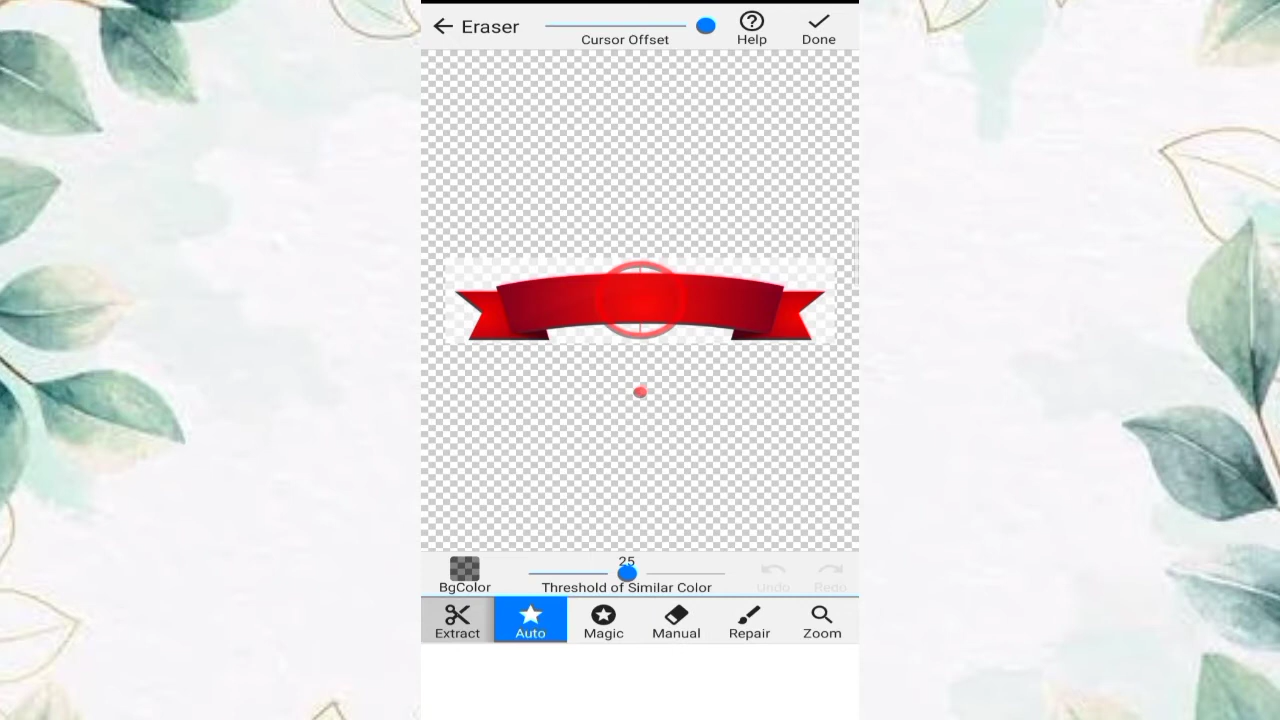 Eraser
Cursor Offset
Help
Done
25
BgColor
Threshold of Similar Color
Undo
Redo
Extract
Auto
Magic
Manual
Repair
Zoom